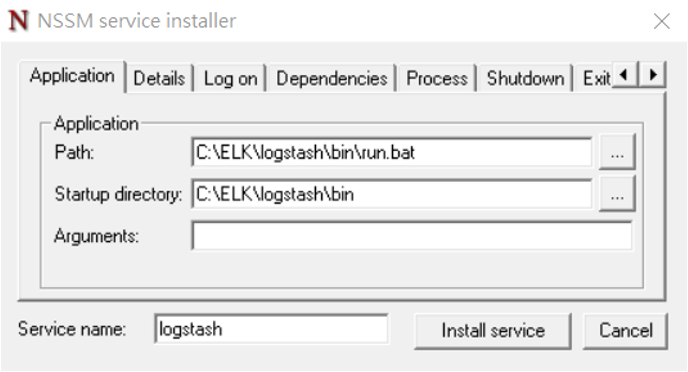 NSSM service installer
Application Details Log on Dependencies Process Shutdown Exit
Application
Path: C:\ELK\logstash\bin\run.bat ...
Startup directory: C:\ELK\logstash\bin ...
Arguments:
Service name: logstash Install service Cancel